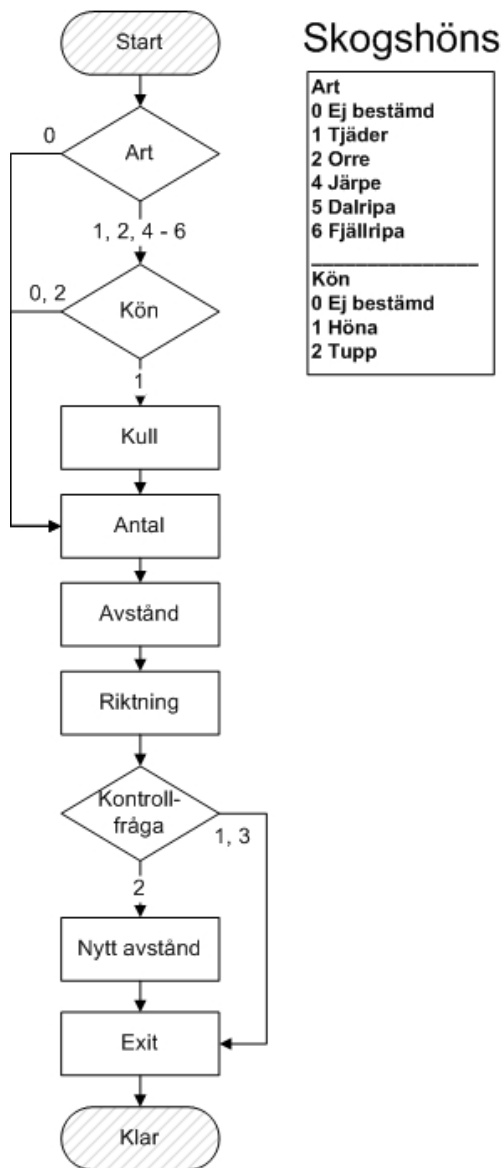 Start
Skogshöns
Art
0 Ej bestämd
1 Tjäder
2 Orre
4 Järpe
5 Dalripa
6 Fjällripa
Kön
0 Ej bestämd
1 Höna
2 Tupp
0
Art
1, 2, 4 - 6
0, 2
Kön
1
Kull
Antal
Avstånd
Riktning
Kontroll-
fråga
1, 3
2
Nytt avstånd
Exit
Klar